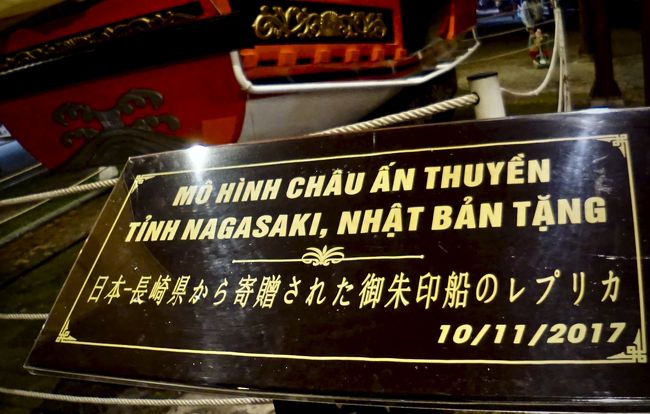 MÔ HÌNH CHÂU ẤN THUYỀN
TỈNH NAGASAKI, NHẬT BẢN TẶNG
日本-長崎県から寄贈された御朱印船のレプリカ
10/11/2017